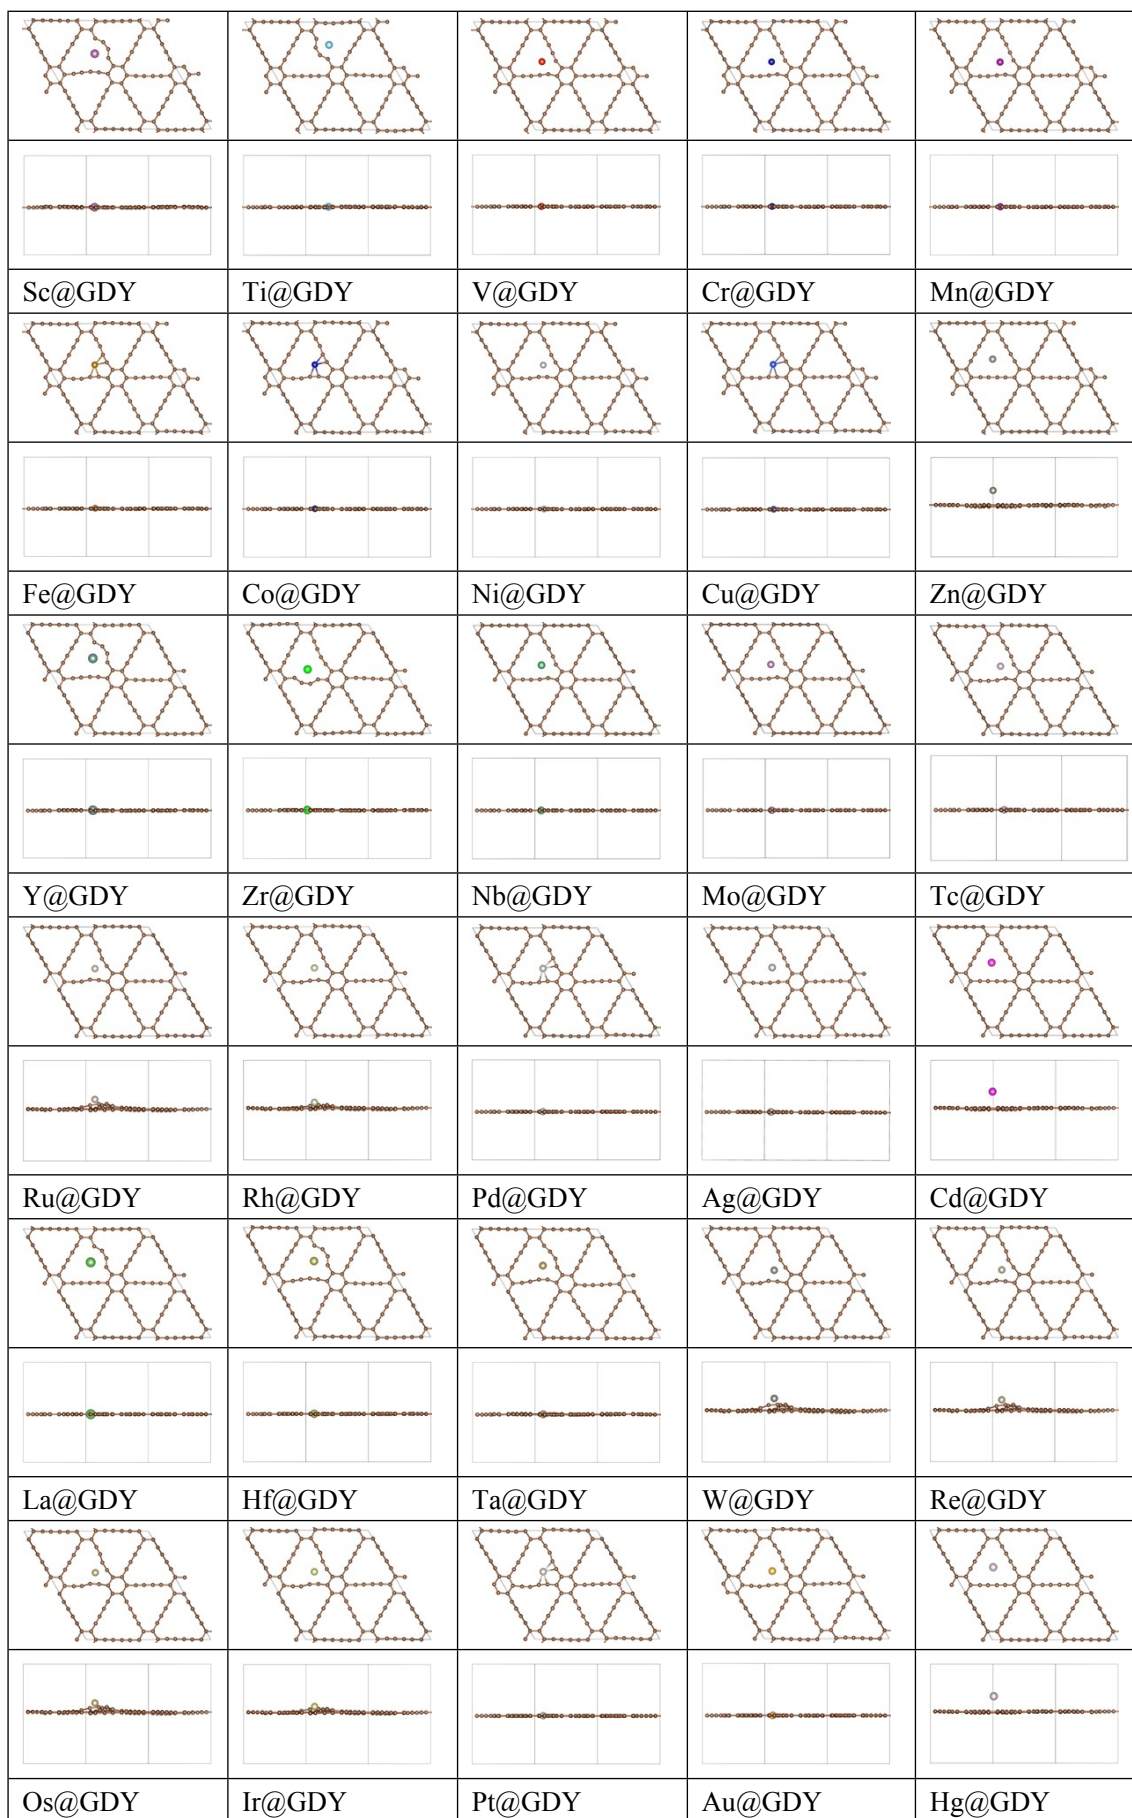 Sc@GDY Ti@GDY V@GDY Cr@GDY Mn@GDY
Fe@GDY Co@GDY Ni@GDY Cu@GDY Zn@GDY
Y@GDY Zr@GDY Nb@GDY Mo@GDY Tc@GDY
Ru@GDY Rh@GDY Pd@GDY Ag@GDY Cd@GDY
La@GDY Hf@GDY Ta@GDY W@GDY Re@GDY
Os@GDY Ir@GDY Pt@GDY Au@GDY Hg@GDY